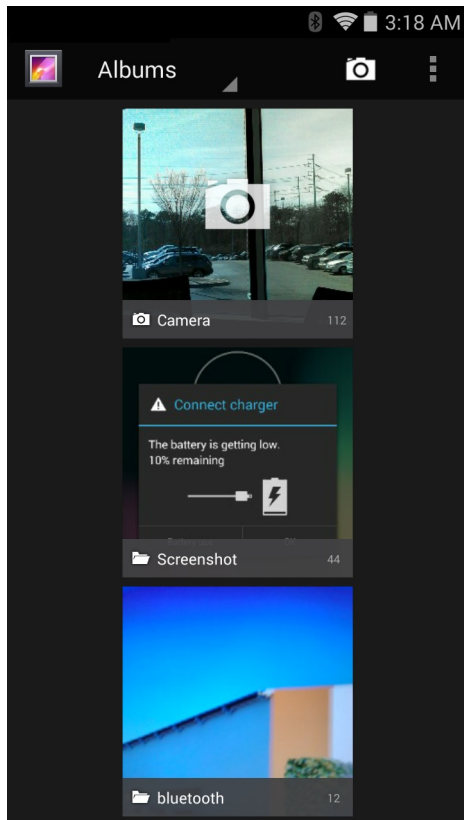 3:18 AM
Albums
Camera 112
Connect charger
The battery is getting low.
10% remaining
Screenshot 44
bluetooth 12